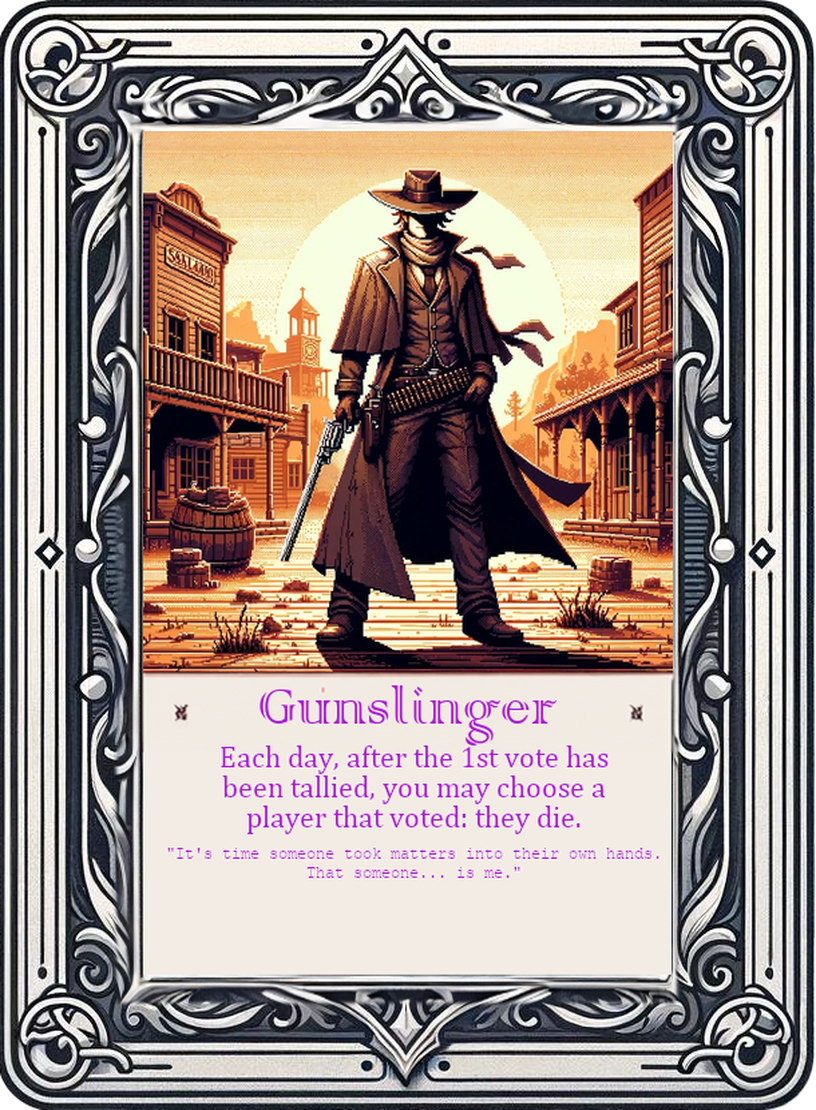 Gunslinger
Each day, after the 1st vote has
been tallied, you may choose a
player that voted: they die.
"It's time someone took matters into their own hands.
That someone... is me."